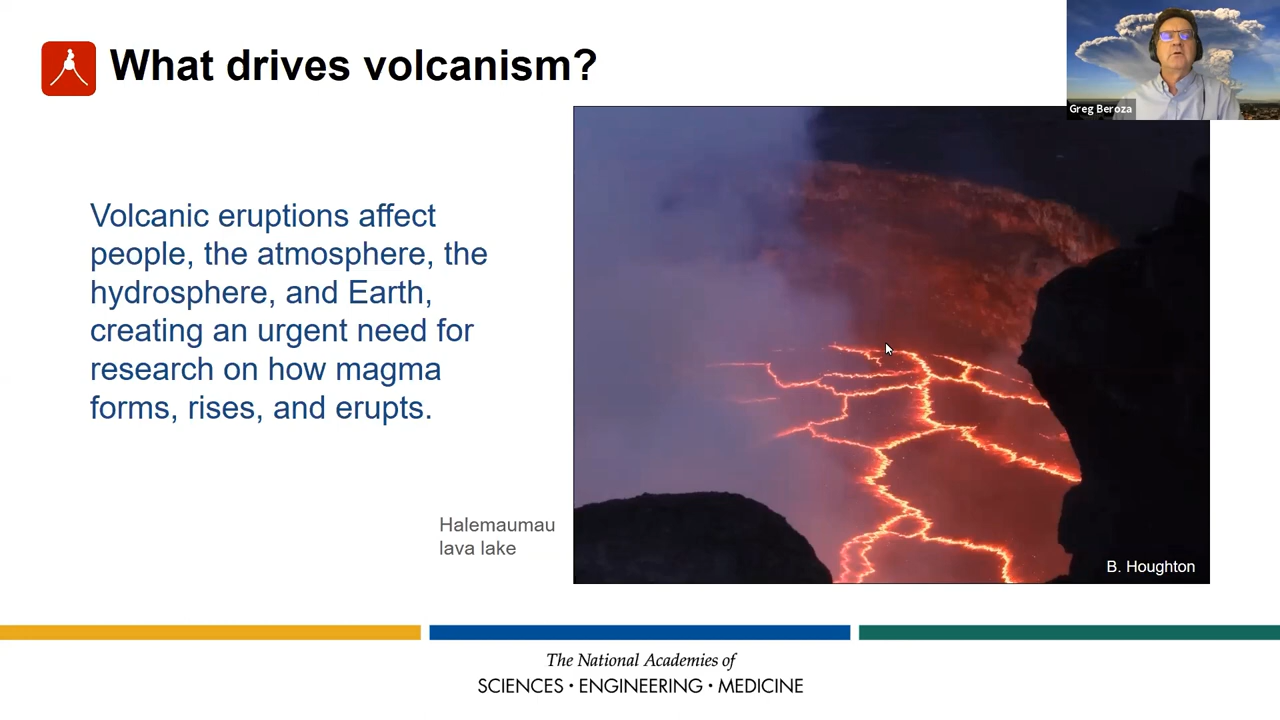 What drives volcanism?
Greg Beroza
Volcanic eruptions affect
people, the atmosphere, the
hydrosphere, and Earth,
creating an urgent need for
research on how magma
forms, rises, and erupts.
Halemaumau
lava lake
B. Houghton
The National Academies of
SCIENCES · ENGINEERING · MEDICINE